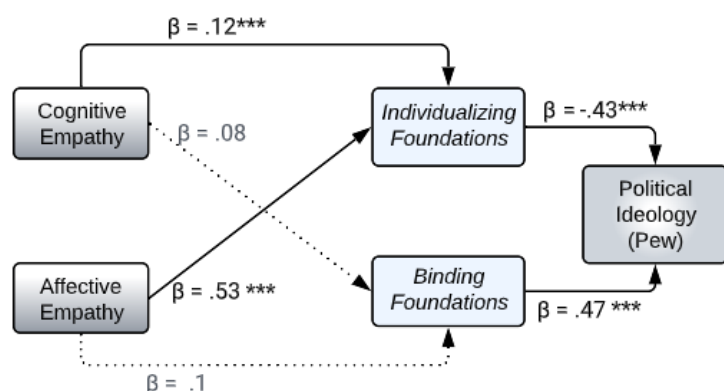 β = .12***
Cognitive
Empathy
Individualizing
Foundations
β = -.43***
β = .08
Political
Ideology
(Pew)
Affective
Empathy
β = .53 ***
Binding
Foundations
β = .47 ***
β = .1